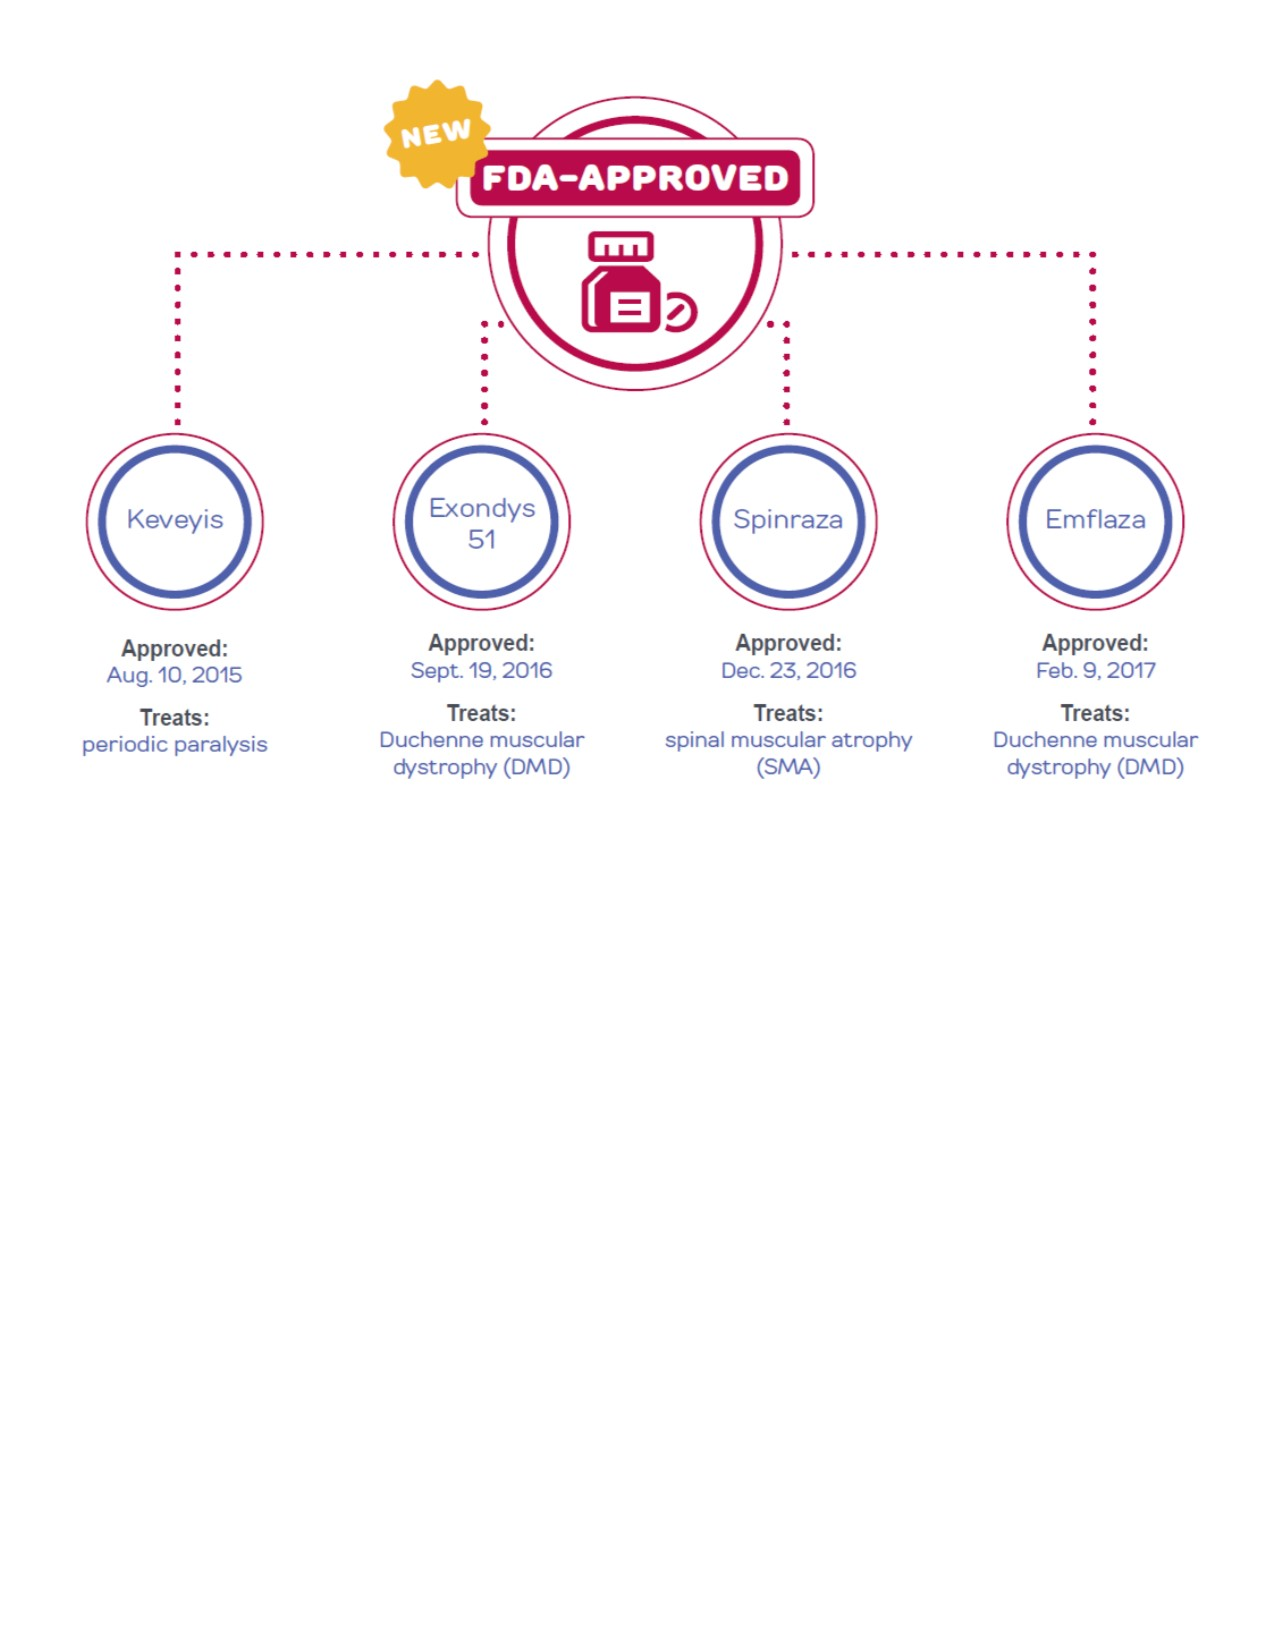 NEW
FDA-APPROVED
Keveyis
Approved:
Aug. 10, 2015
Treats:
periodic paralysis
Exondys
51
Approved:
Sept. 19, 2016
Treats:
Duchenne muscular
dystrophy (DMD)
Spinraza
Approved:
Dec. 23, 2016
Treats:
spinal muscular atrophy
(SMA)
Emflaza
Approved:
Feb. 9, 2017
Treats:
Duchenne muscular
dystrophy (DMD)